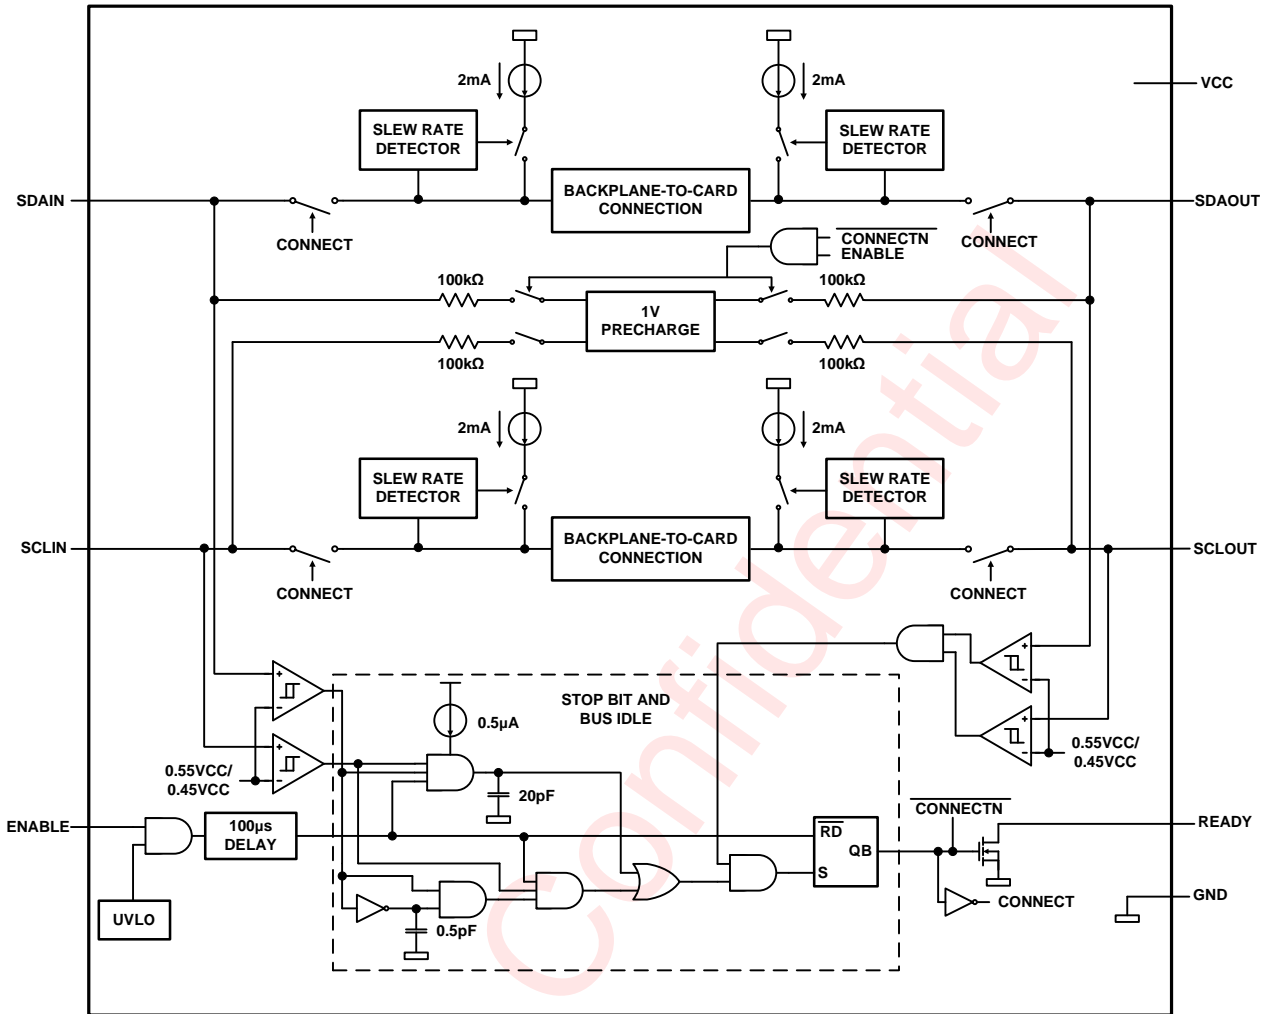 2mA
2mA
VCC
SLEW RATE
DETECTOR
SLEW RATE
DETECTOR
SDAIN
BACKPLANE-TO-CARD
CONNECTION
SDAOUT
CONNECT
CONNECTN
ENABLE
CONNECT
100kΩ
100kΩ
1V
PRECHARGE
100kΩ
100kΩ
2mA
2mA
SLEW RATE
DETECTOR
SLEW RATE
DETECTOR
SCLIN
BACKPLANE-TO-CARD
CONNECTION
SCLOUT
CONNECT
CONNECT
+
-
+
-
+
-
+
-
STOP BIT AND
BUS IDLE
0.5µA
0.55VCC/
0.45VCC
0.55VCC/
0.45VCC
20pF
CONNECTN
ENABLE
100µs
DELAY
RD
QB
S
READY
UVLO
0.5pF
CONNECT
GND
Confidential